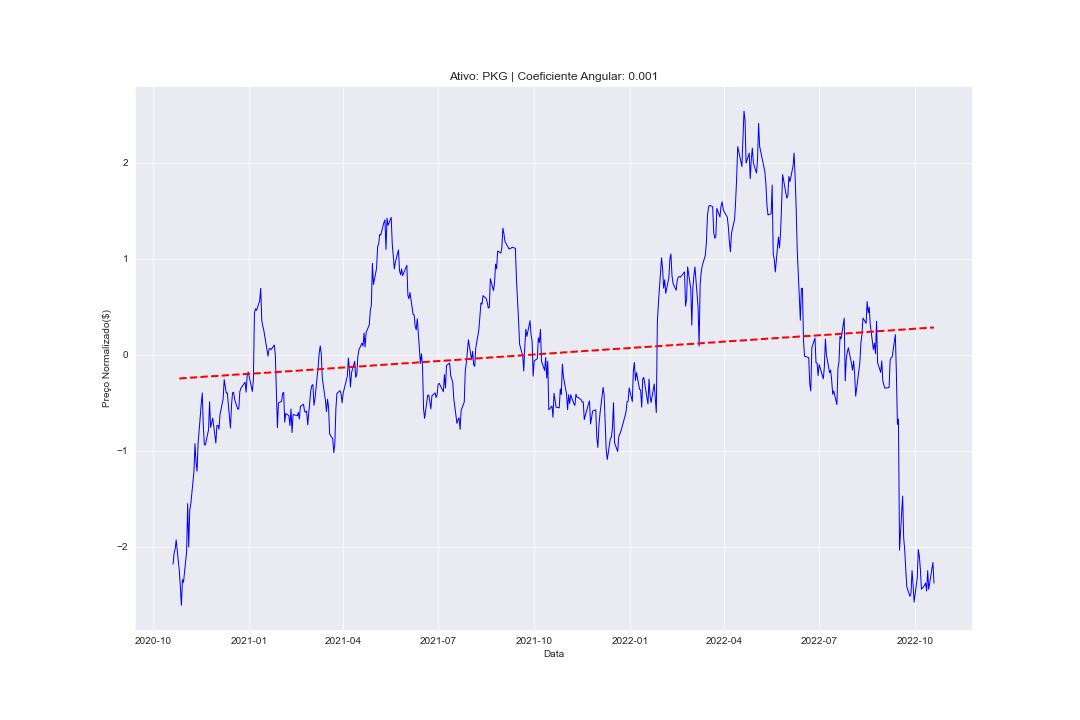 Ativo: PKG | Coeficiente Angular: 0.001
Preço Normalizado($)
2
1
0
−1
−2
2020-10 2021-01 2021-04 2021-07 2021-10 2022-01 2022-04 2022-07 2022-10
Data